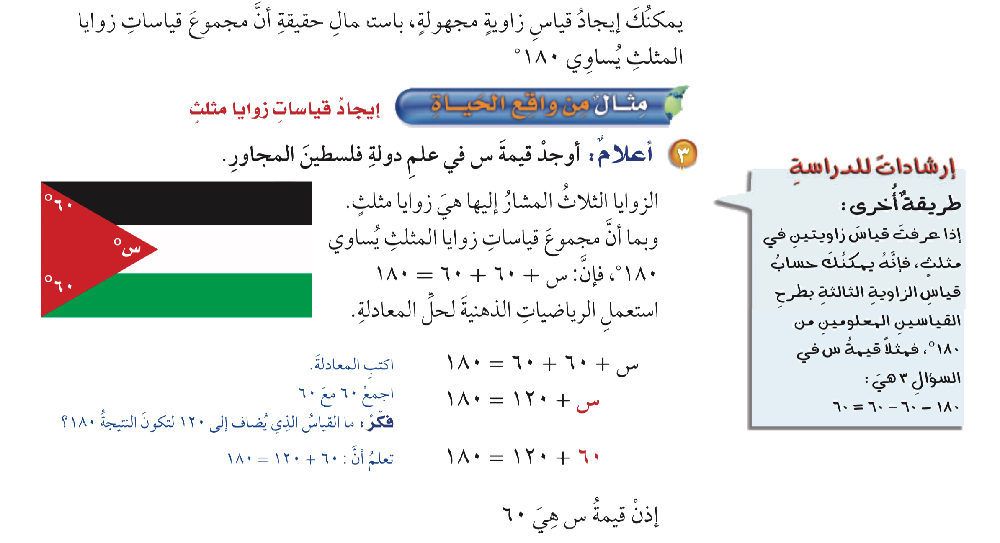 يمكنُكَ إيجادُ قياسِ زاويةٍ مجهولةٍ، باستعمالِ حقيقةِ أنَّ مجموعَ قياساتِ زوايا
المثلثِ يُساوِي ١٨٠°
مِثَالٌ مِن واقِعِ الحَيَاةِ
إيجادُ قياساتِ زوايا مثلثٍ
٣ أعلامٌ: أوجدْ قيمةَ س في علمِ دولةِ فلسطينَ المجاورِ.
الزوايا الثلاثُ المشارُ إليها هيَ زوايا مثلثٍ.
وبما أنَّ مجموعَ قياساتِ زوايا المثلثِ يُساوي
١٨٠°، فإنَّ: س + ٦٠ + ٦٠ = ١٨٠
استعملِ الرياضياتِ الذهنيةَ لحلِّ المعادلةِ.
٦٠°
س°
٦٠°
س + ٦٠ + ٦٠ = ١٨٠ اكتبِ المعادلةَ.
س + ١٢٠ = ١٨٠ اجمعْ ٦٠ معَ ٦٠
فكّرْ: ما القياسُ الذِي يُضاف إلى ١٢٠ لتكونَ النتيجةُ ١٨٠؟
٦٠ + ١٢٠ = ١٨٠ تعلمُ أنَّ: ٦٠ + ١٢٠ = ١٨٠
إذنْ قيمةُ س هِيَ ٦٠
إرشاداتٌ للدراسةِ
طريقةٌ أُخرى:
إذا عرفتَ قياسَ زاويتينِ في
مثلثٍ، فإنَّهُ يمكنُكَ حسابُ
قياسِ الزاويةِ الثالثةِ بطرحِ
القياسينِ المعلومينِ من
١٨٠°، فمثلاً قيمةُ س في
السؤالِ ٣ هيَ:
١٨٠ – ٦٠ – ٦٠ = ٦٠